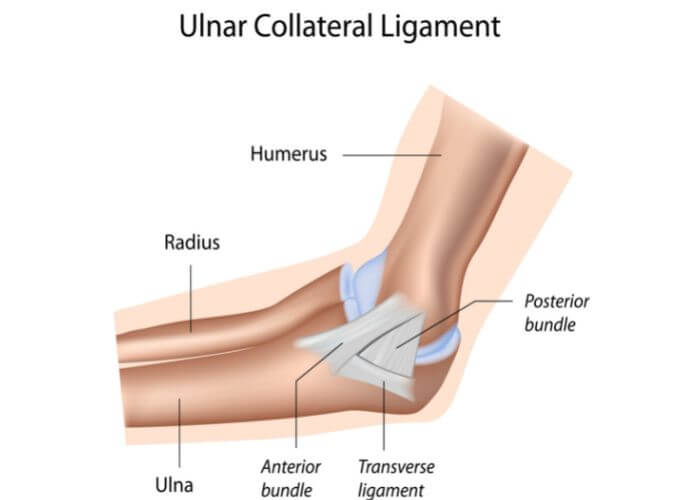 Ulnar Collateral Ligament
Humerus
Radius
Posterior
bundle
Ulna
Anterior
bundle
Transverse
ligament